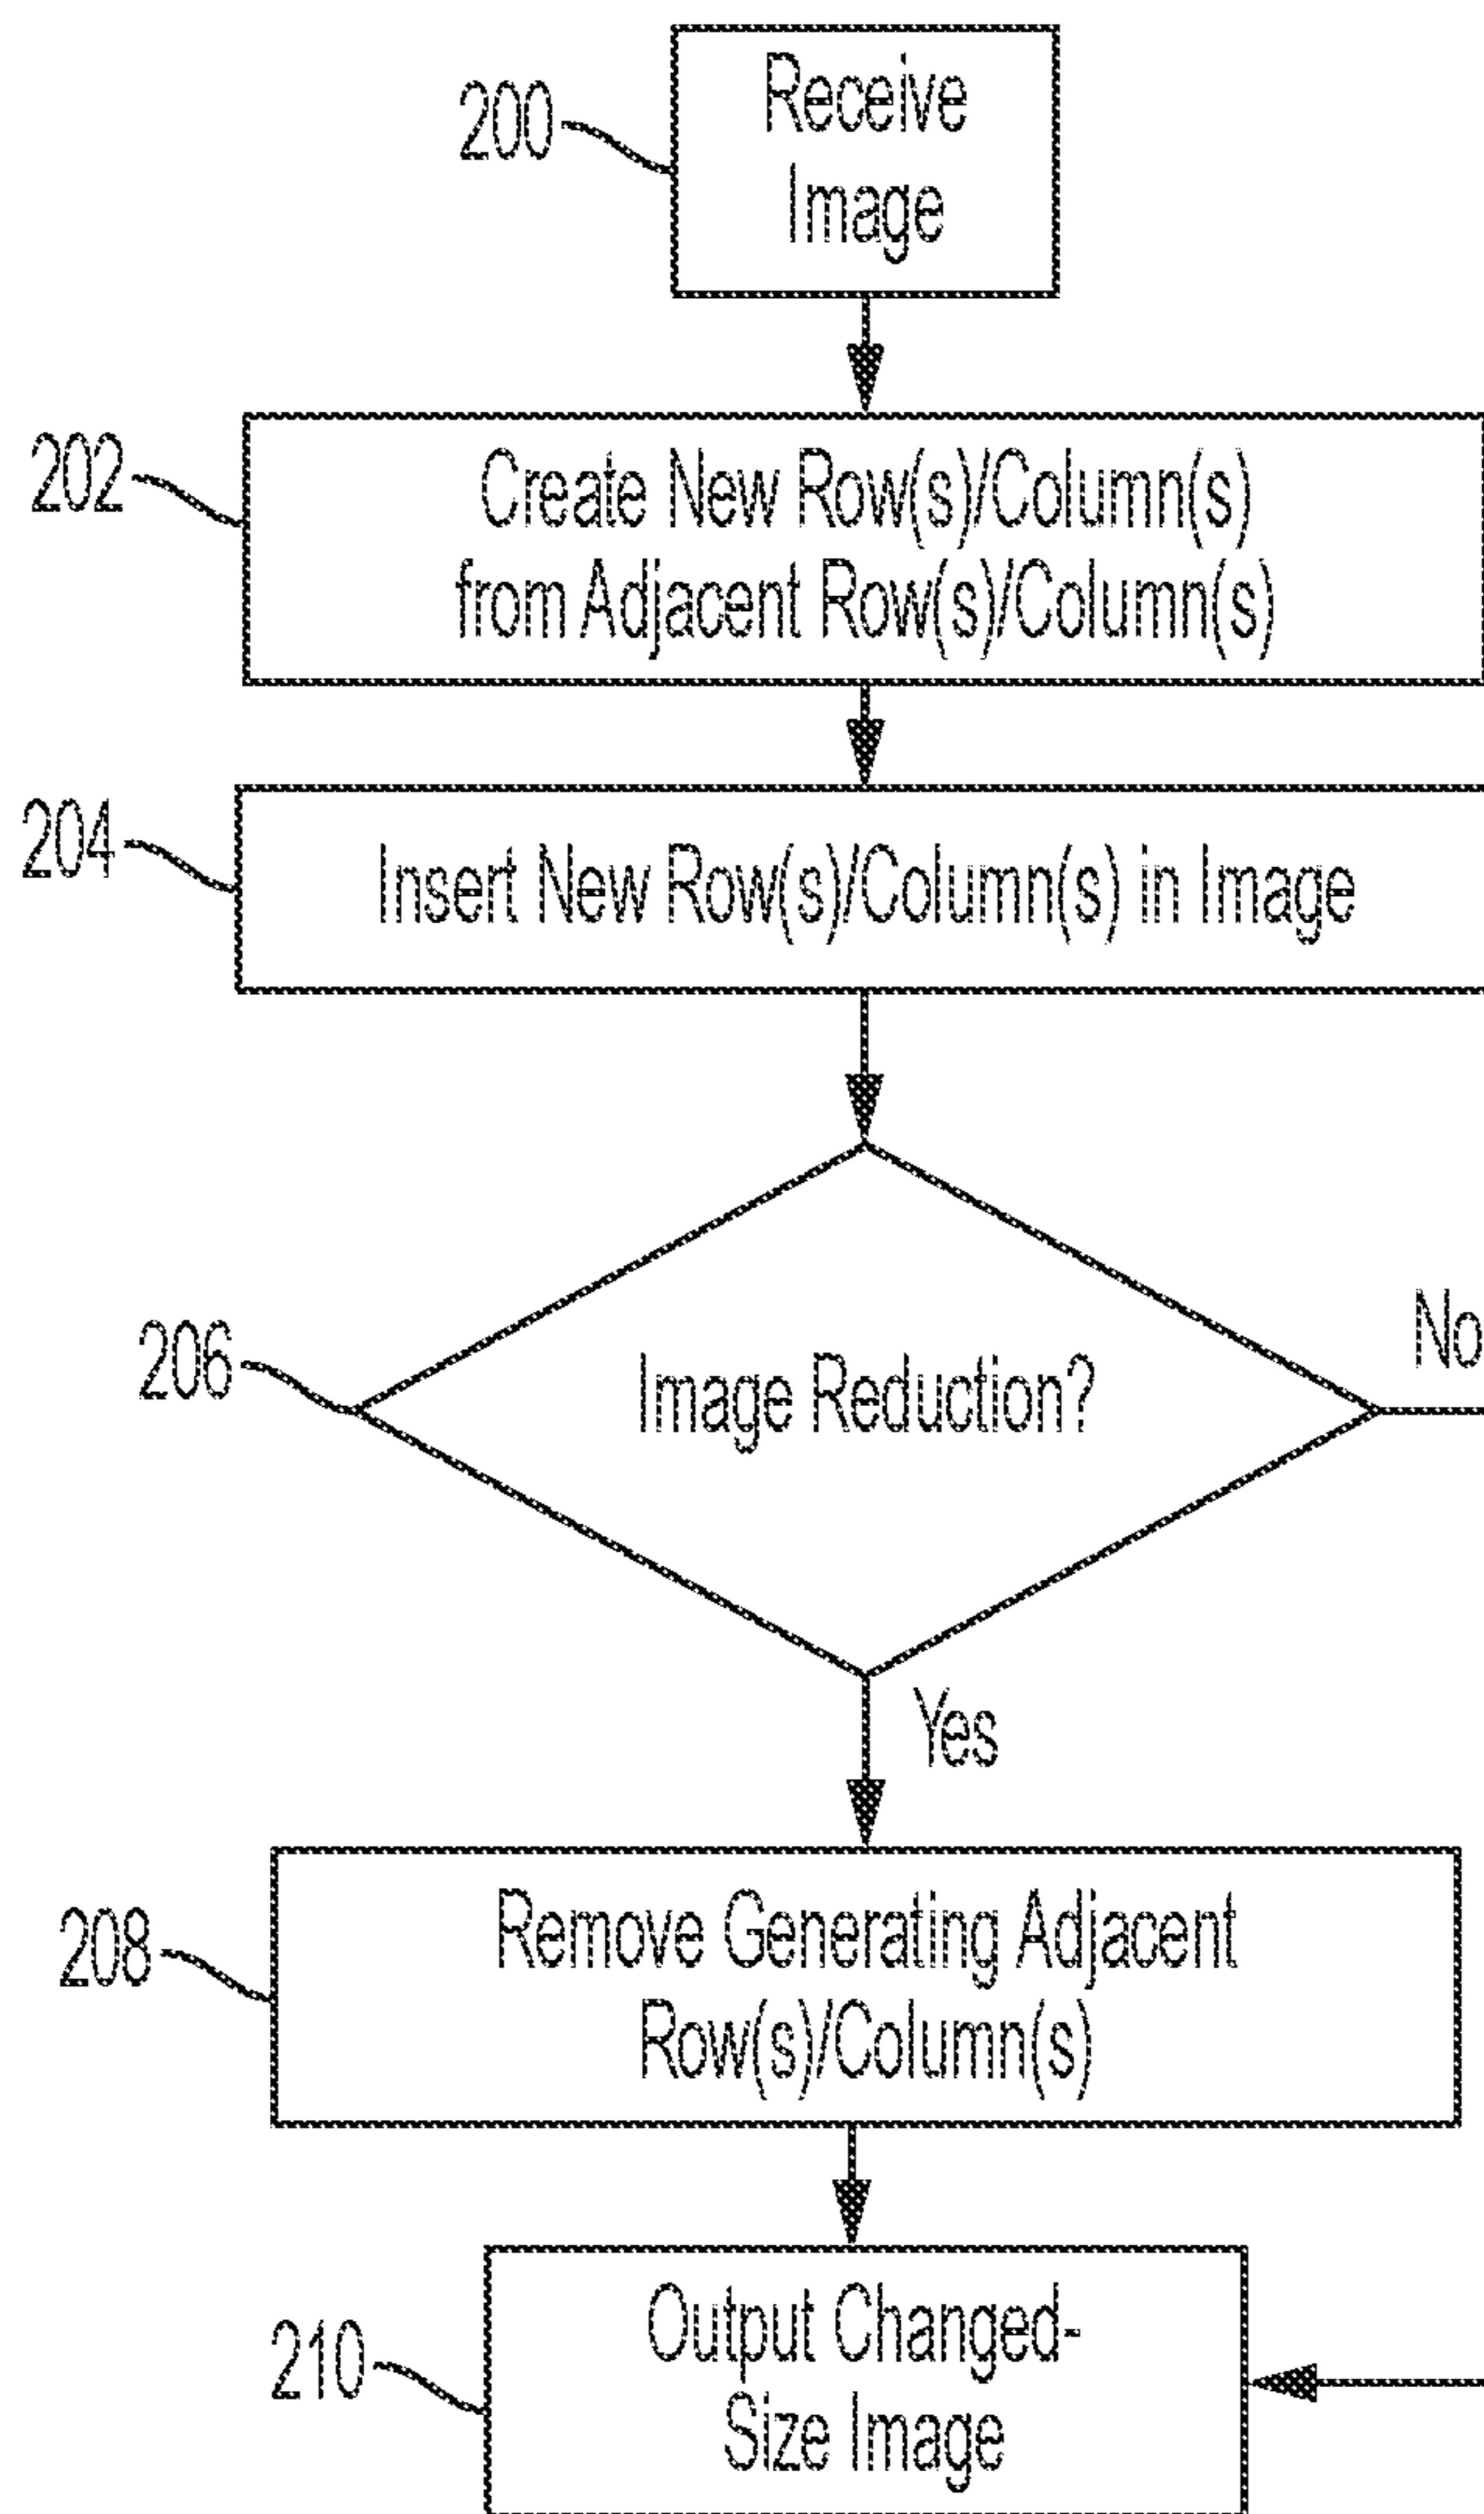 200
Receive
Image
202
Create New Row(s)/Column(s)
from Adjacent Row(s)/Column(s)
204
Insert New Row(s)/Column(s) in Image
206
Image Reduction?
No
Yes
208
Remove Generating Adjacent
Row(s)/Column(s)
210
Output Changed-
Size Image